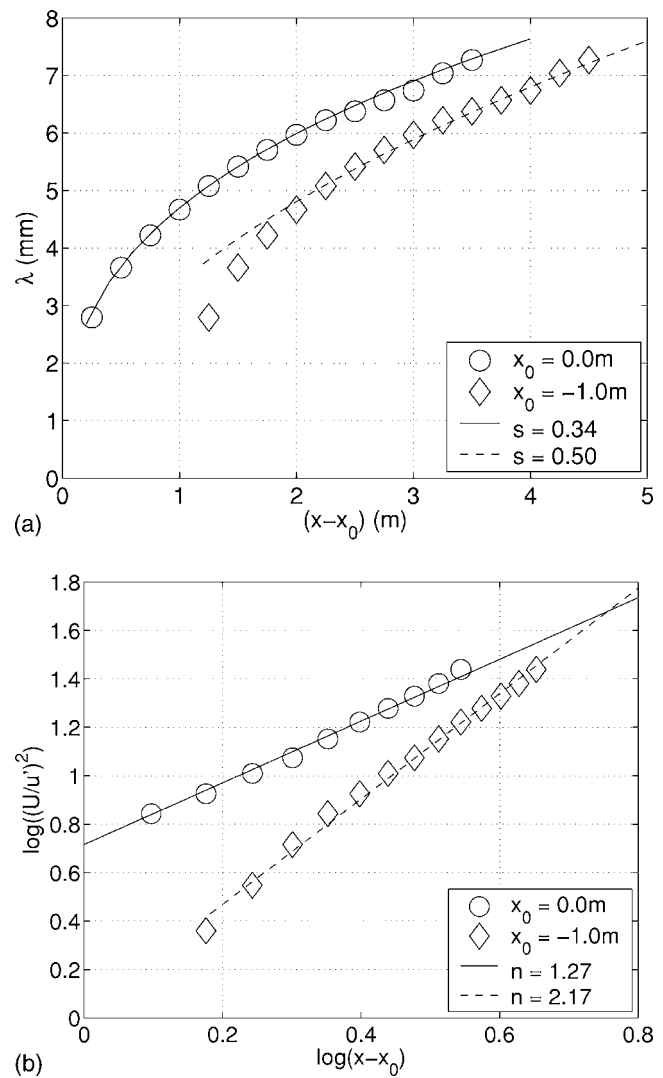 8
7
6
5
4
3
2
1
0
λ (mm)
x₀ = 0.0m
x₀ = −1.0m
s = 0.34
s = 0.50
0 1 2 3 4 5
(x−x₀) (m)
(a)
1.8
1.6
1.4
1.2
1
0.8
0.6
0.4
0.2
0
log((U/u')²)
x₀ = 0.0m
x₀ = −1.0m
n = 1.27
n = 2.17
0 0.2 0.4 0.6 0.8
log(x−x₀)
(b)